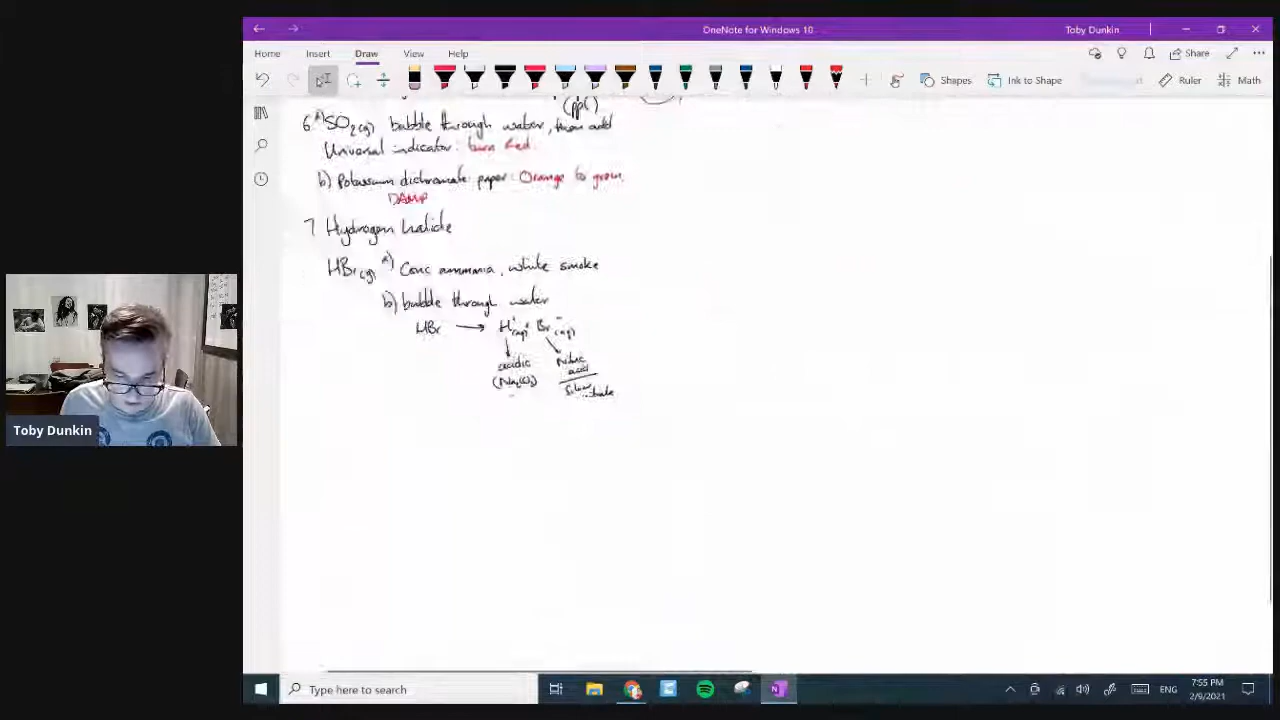 OneNote for Windows 10
Toby Dunkin
Home Insert Draw View Help
Share
Shapes
Ink to Shape
Ruler
Math
(ppt)
6 a) SO2(g) bubble through water, then add
Universal indicator: turn Red
b) Potassium dichromate paper: Orange to green
DAMP
7 Hydrogen halide
HBr(g) a) Conc ammonia, white smoke
b) bubble through water
HBr → H+(aq) + Br-(aq)
acidic
Nitric
acid
Silver
nitrate
Toby Dunkin
Type here to search
ENG
7:55 PM
2/9/2021